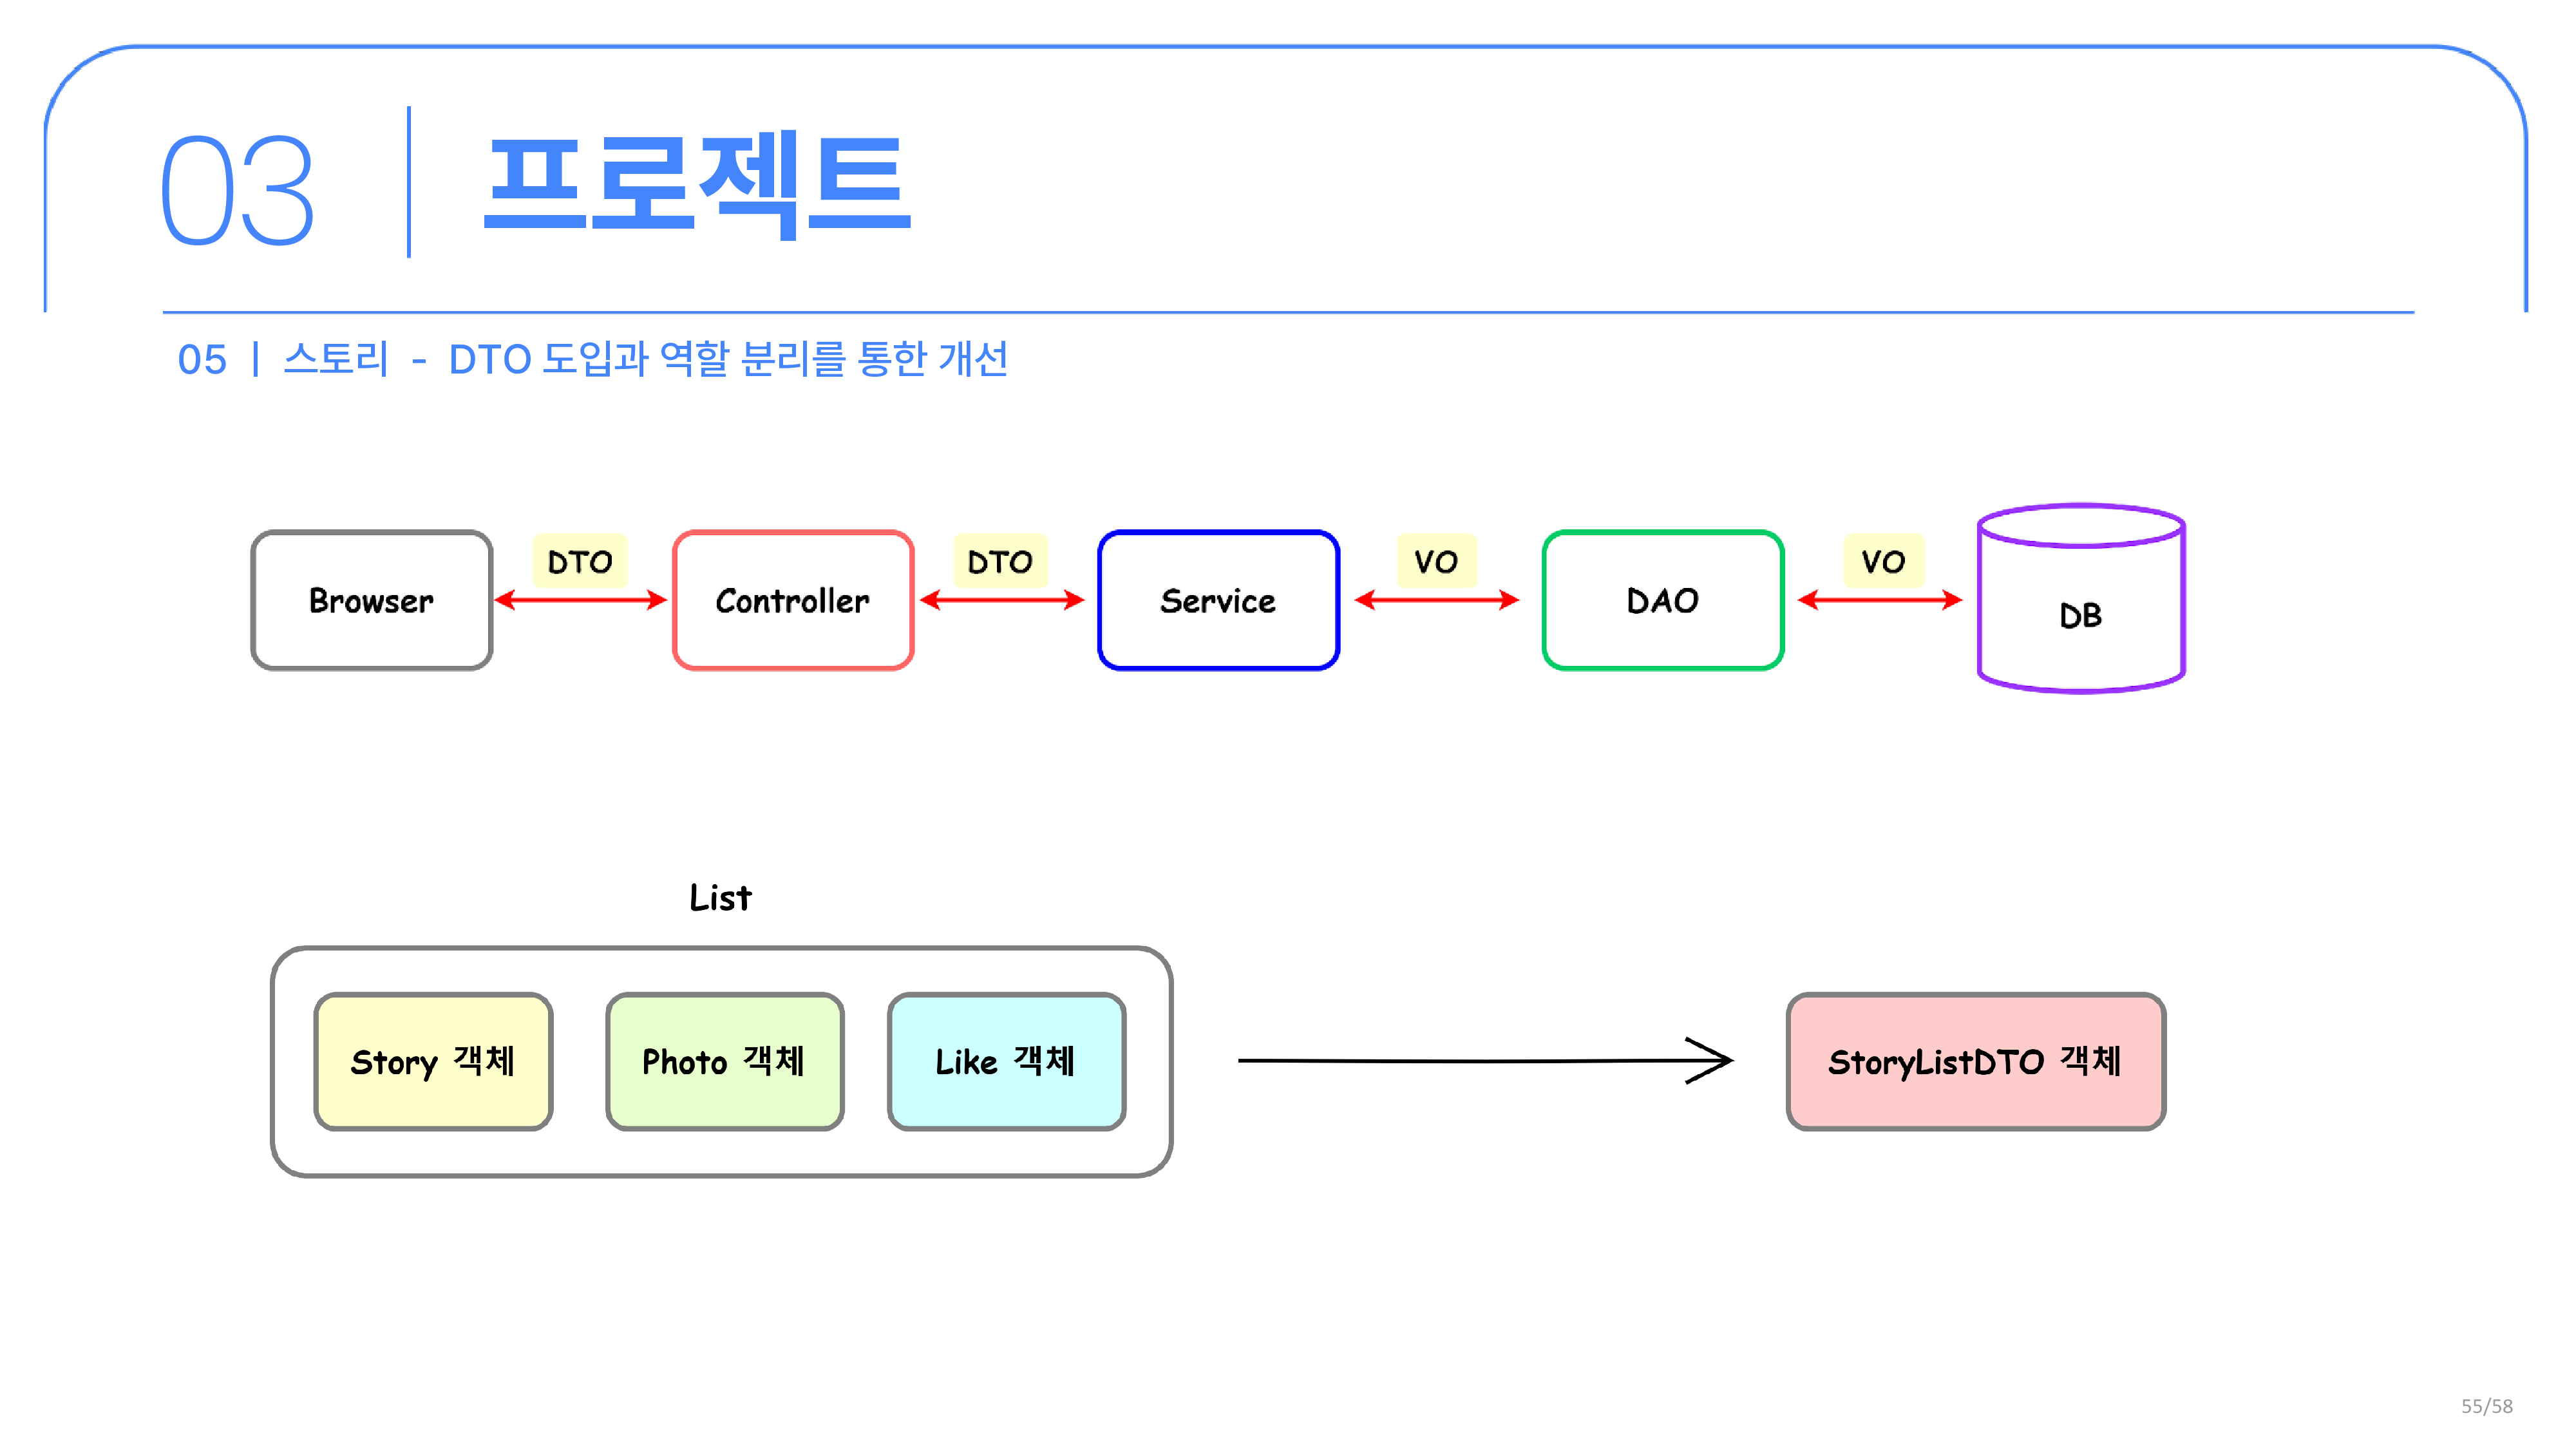 03 프로젝트
05 | 스토리 - DTO 도입과 역할 분리를 통한 개선
Browser DTO Controller DTO Service VO DAO VO DB
List
Story 객체 Photo 객체 Like 객체 StoryListDTO 객체
55/58